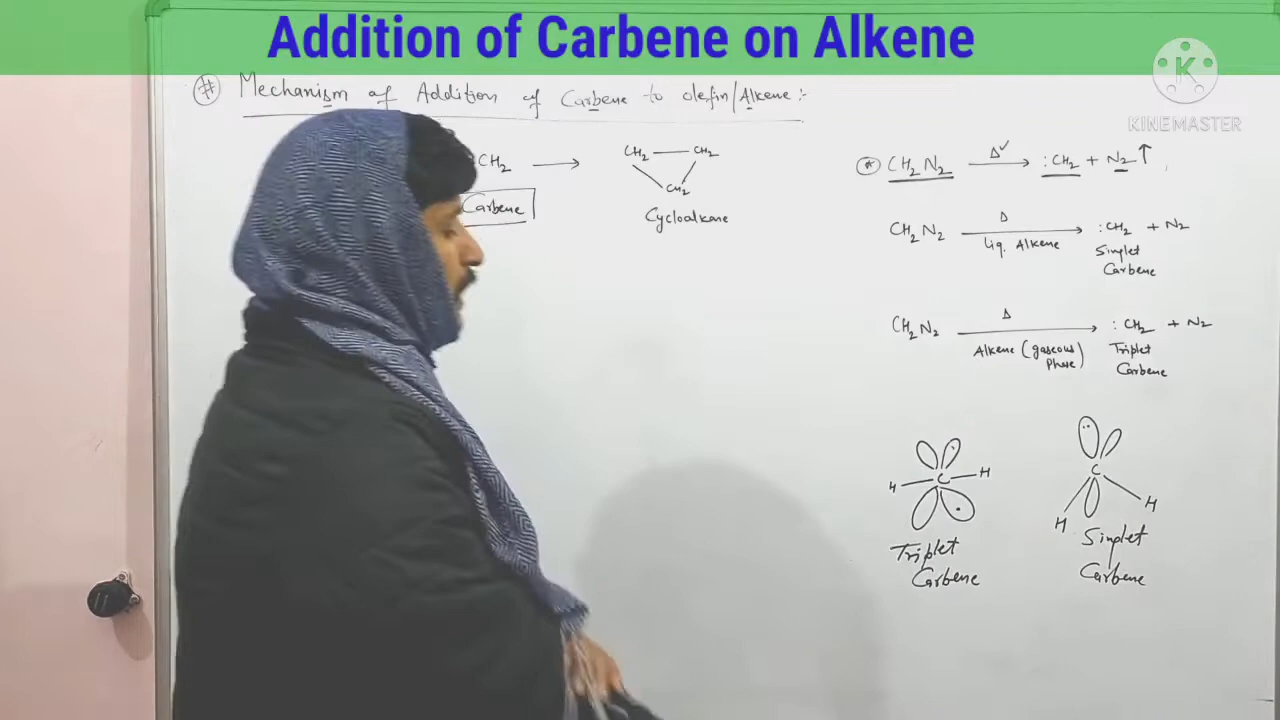 Addition of Carbene on Alkene
K
KINEMASTER
# Mechanism of Addition of Carbene to olefin/Alkene :-
CH₂ ⟶ CH₂ — CH₂
CH₂
Carbene
Cycloalkane
* CH₂N₂ —Δ✓→ :CH₂ + N₂↑
CH₂N₂ —Δ→ :CH₂ + N₂
Liq. Alkene
Singlet
Carbene
CH₂N₂ —Δ→ :CH₂ + N₂
Alkene (gaseous
Phase)
Triplet
Carbene
H C H
Triplet
Carbene
C
H H
Singlet
Carbene